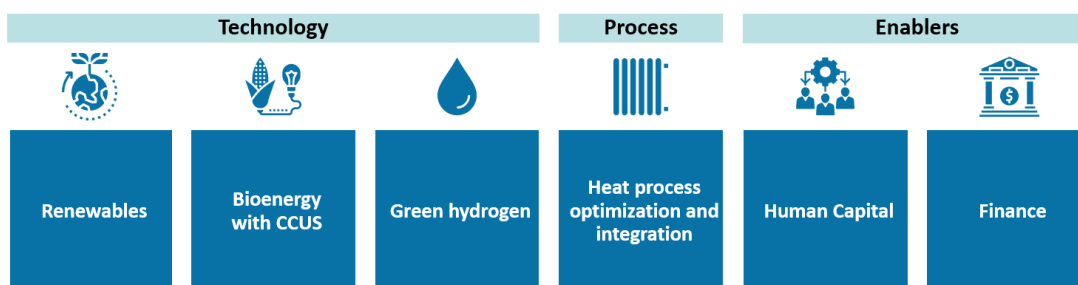 Technology
Process
Enablers
$
Renewables
Bioenergy
with CCUS
Green hydrogen
Heat process
optimization and
integration
Human Capital
Finance